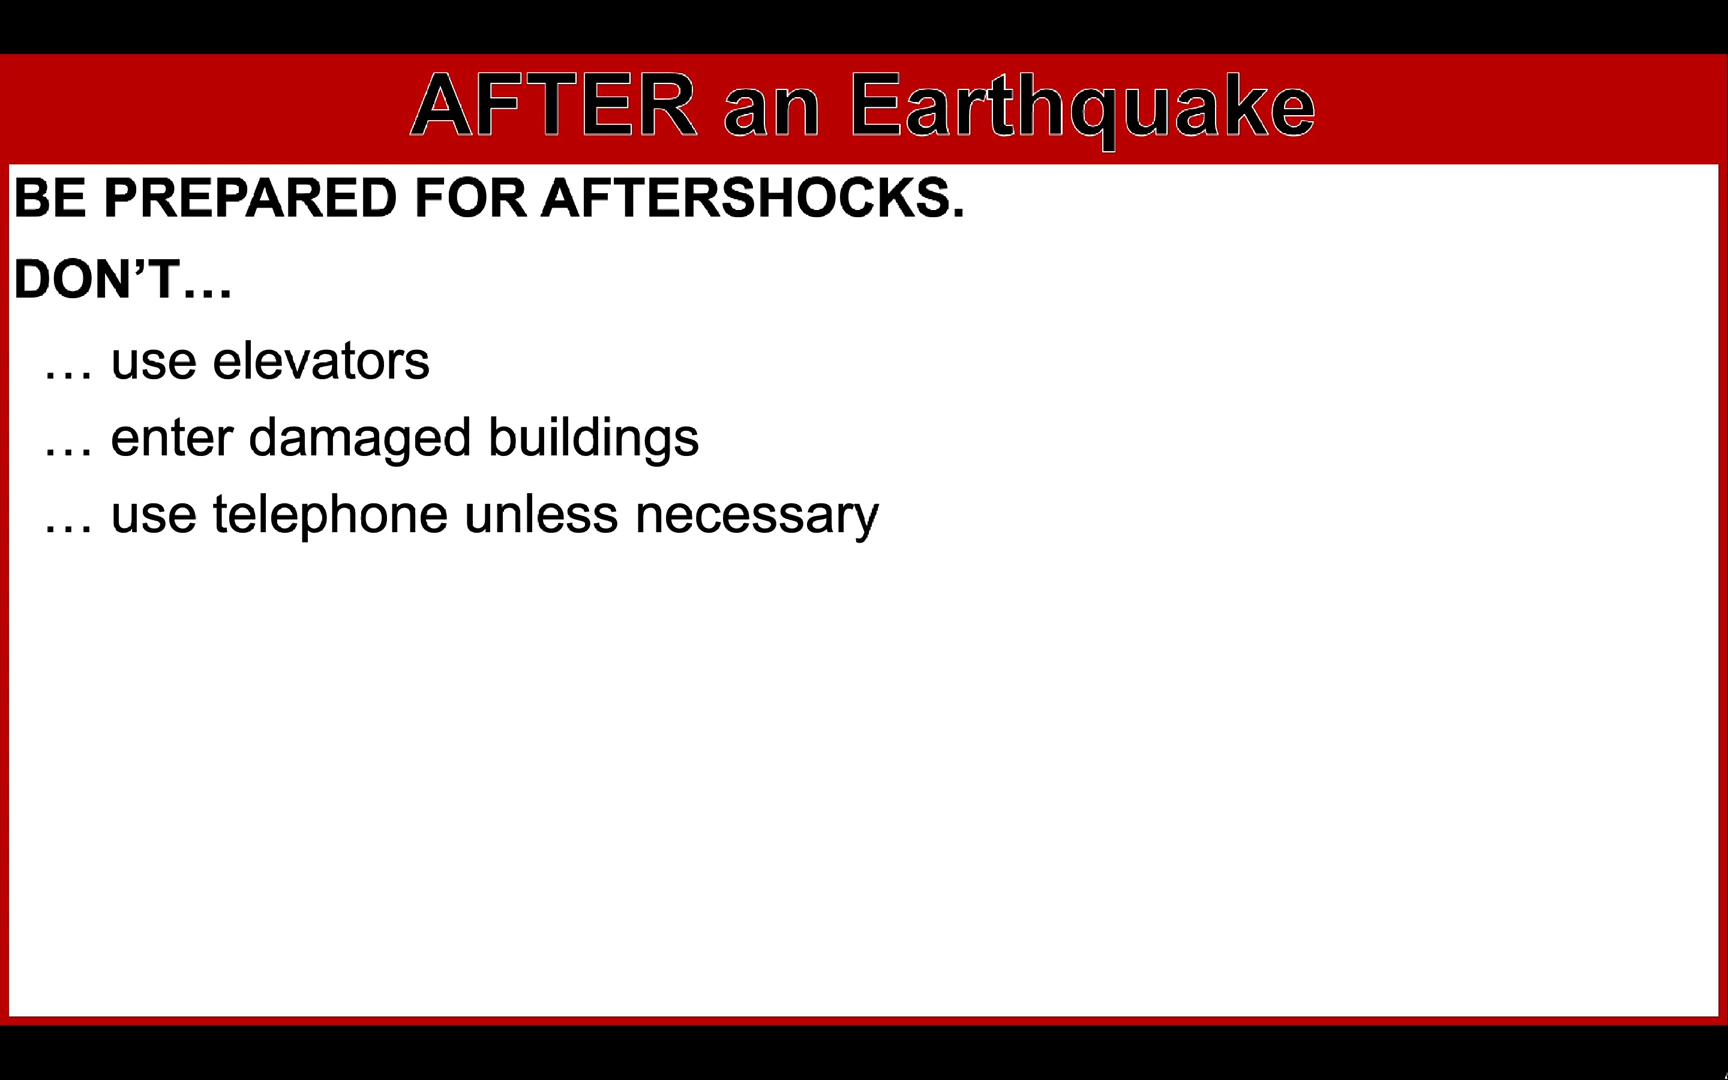 AFTER an Earthquake
BE PREPARED FOR AFTERSHOCKS.
DON’T…
… use elevators
… enter damaged buildings
… use telephone unless necessary